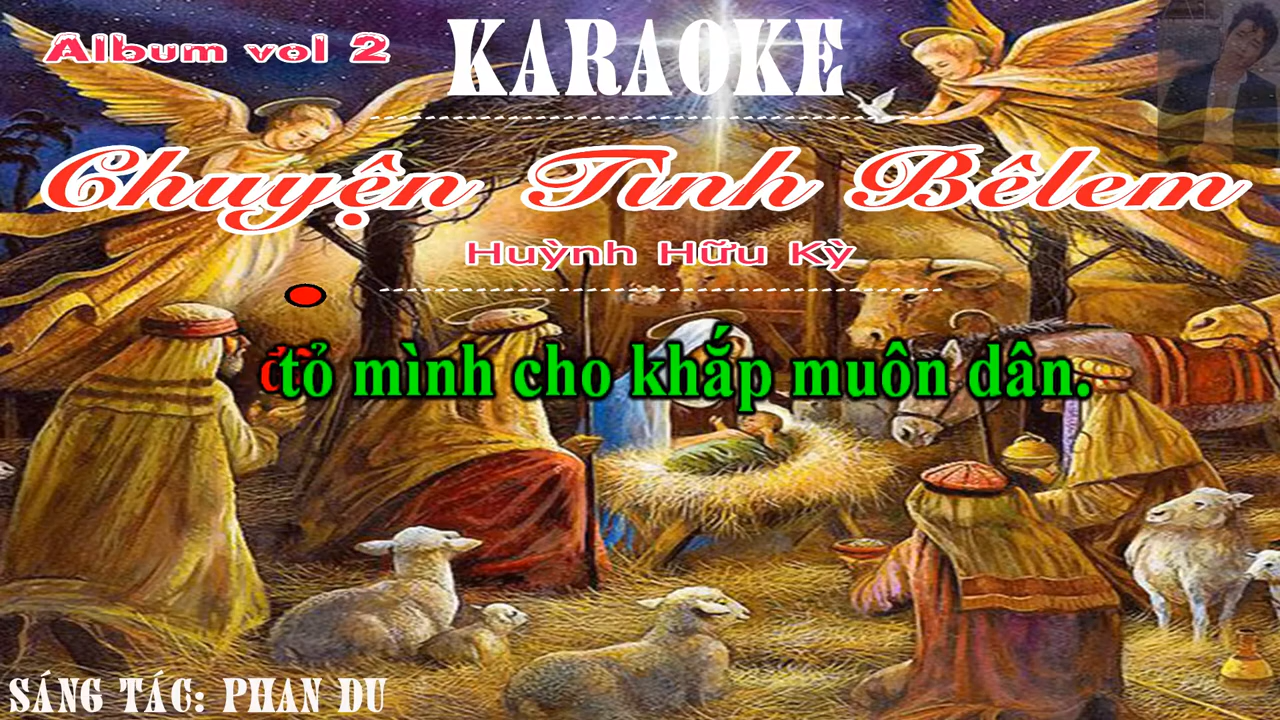 Album vol 2
KARAOKE
Chuyện Tình Bêlem
Huỳnh Hữu Kỳ
tỏ mình cho khắp muôn dân.
SÁNG TÁC: PHAN DU